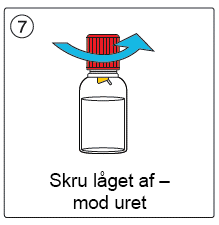 7
Skru låget af –
mod uret